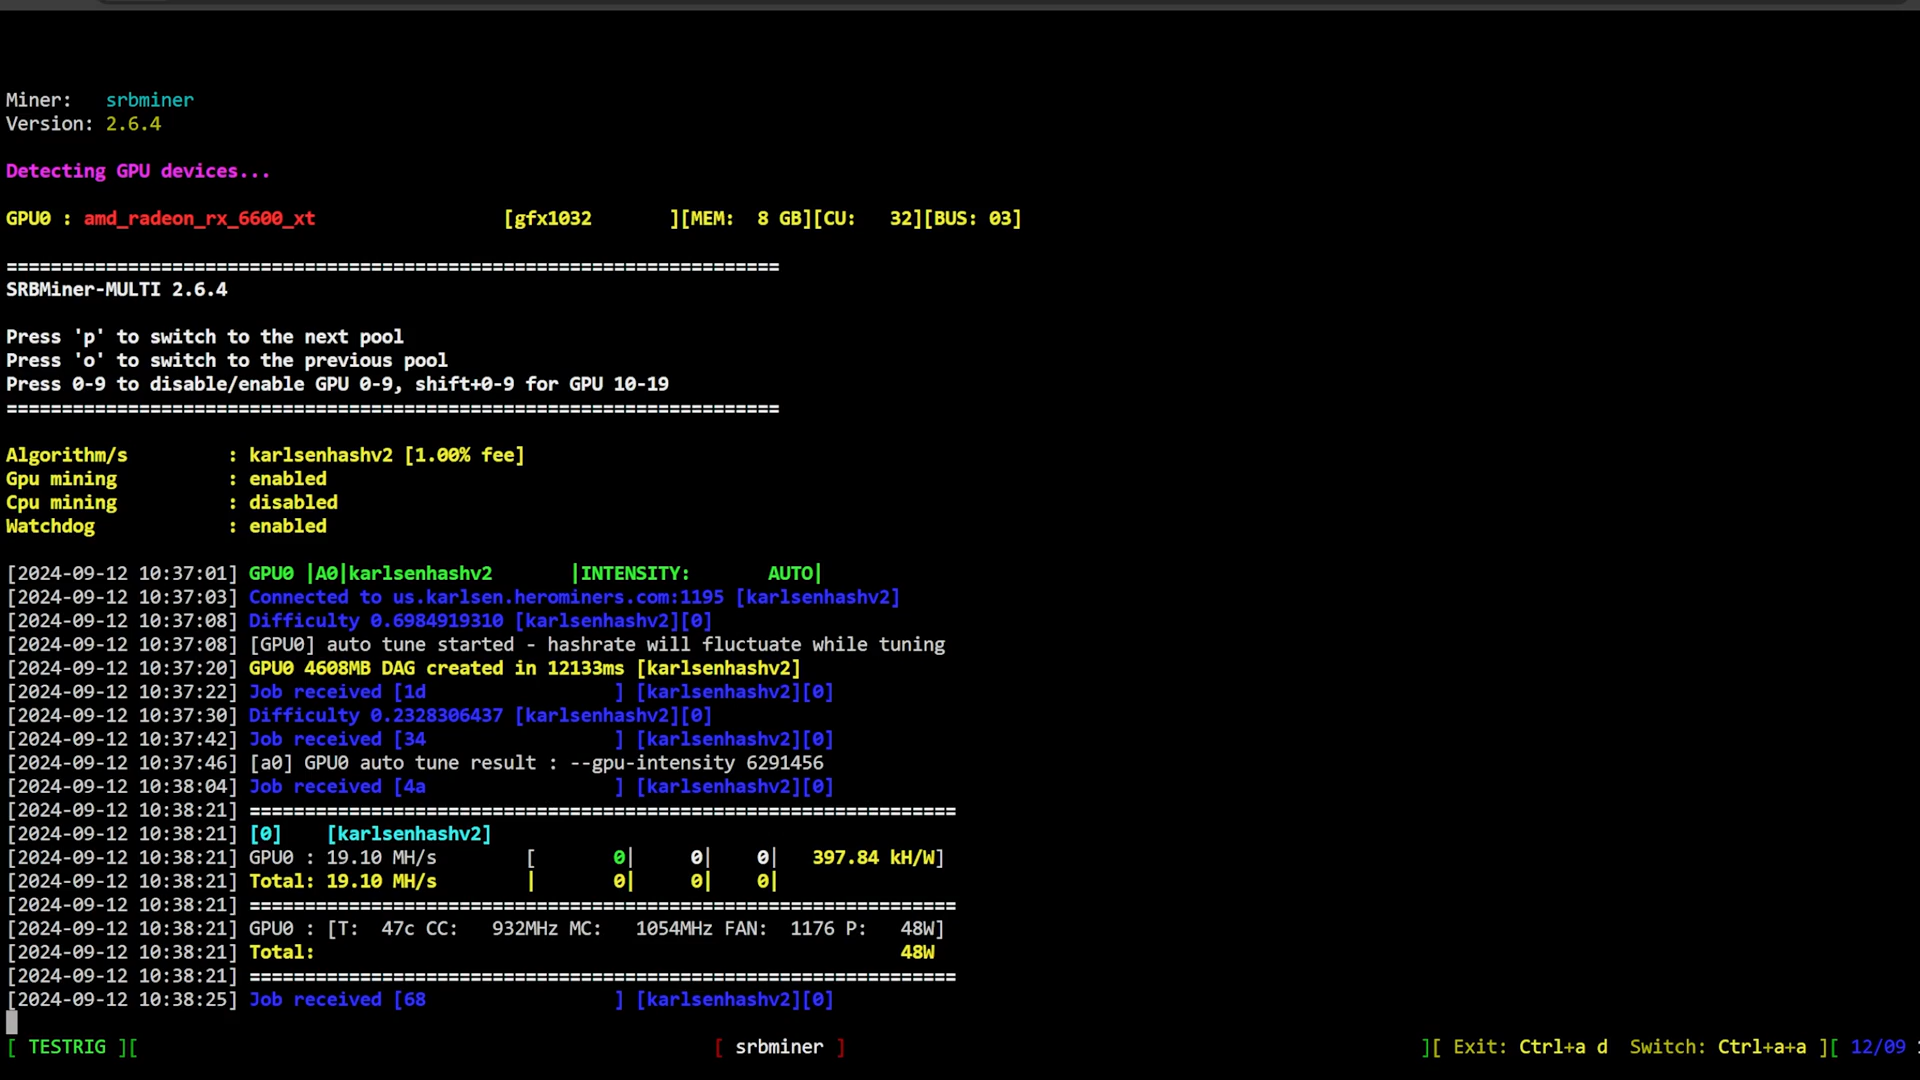 Miner: srbminer
Version: 2.6.4
Detecting GPU devices...
GPU0 : amd_radeon_rx_6600_xt [gfx1032 ][MEM: 8 GB][CU: 32][BUS: 03]
======================================================================
SRBMiner-MULTI 2.6.4
Press 'p' to switch to the next pool
Press 'o' to switch to the previous pool
Press 0-9 to disable/enable GPU 0-9, shift+0-9 for GPU 10-19
======================================================================
Algorithm/s : karlsenhashv2 [1.00% fee]
Gpu mining : enabled
Cpu mining : disabled
Watchdog : enabled
[2024-09-12 10:37:01] GPU0 |A0|karlsenhashv2 |INTENSITY: AUTO|
[2024-09-12 10:37:03] Connected to us.karlsen.herominers.com:1195 [karlsenhashv2]
[2024-09-12 10:37:08] Difficulty 0.6984919310 [karlsenhashv2][0]
[2024-09-12 10:37:08] [GPU0] auto tune started - hashrate will fluctuate while tuning
[2024-09-12 10:37:20] GPU0 4608MB DAG created in 12133ms [karlsenhashv2]
[2024-09-12 10:37:22] Job received [1d ] [karlsenhashv2][0]
[2024-09-12 10:37:30] Difficulty 0.2328306437 [karlsenhashv2][0]
[2024-09-12 10:37:42] Job received [34 ] [karlsenhashv2][0]
[2024-09-12 10:37:46] [a0] GPU0 auto tune result : --gpu-intensity 6291456
[2024-09-12 10:38:04] Job received [4a ] [karlsenhashv2][0]
[2024-09-12 10:38:21] ================================================================
[2024-09-12 10:38:21] [0] [karlsenhashv2]
[2024-09-12 10:38:21] GPU0 : 19.10 MH/s [ 0| 0| 0| 397.84 kH/W]
[2024-09-12 10:38:21] Total: 19.10 MH/s | 0| 0| 0|
[2024-09-12 10:38:21] ================================================================
[2024-09-12 10:38:21] GPU0 : [T: 47c CC: 932MHz MC: 1054MHz FAN: 1176 P: 48W]
[2024-09-12 10:38:21] Total: 48W
[2024-09-12 10:38:21] ================================================================
[2024-09-12 10:38:25] Job received [68 ] [karlsenhashv2][0]
[ TESTRIG ][ [ srbminer ] ][ Exit: Ctrl+a d Switch: Ctrl+a+a ][ 12/09